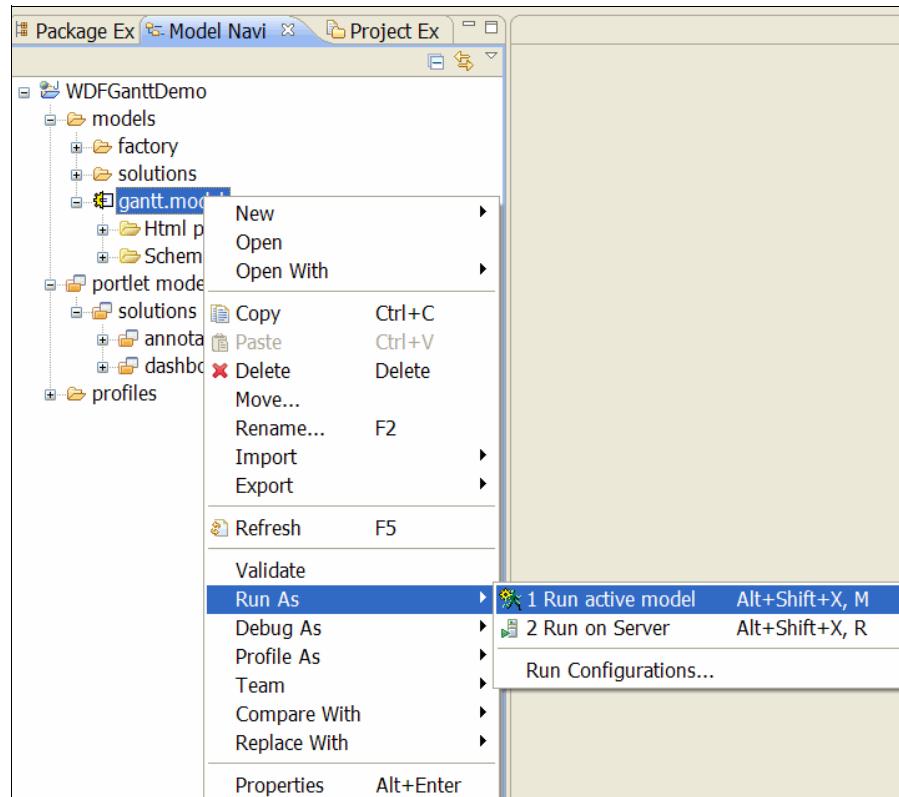 Package Ex Model Navi Project Ex
WDFGanttDemo
models
factory
solutions
gantt.model
Html p
Schem
portlet mode
solutions
annota
dashbo
profiles
New
Open
Open With
Copy Ctrl+C
Paste Ctrl+V
Delete Delete
Move...
Rename... F2
Import
Export
Refresh F5
Validate
Run As
Debug As
Profile As
Team
Compare With
Replace With
Properties Alt+Enter
1 Run active model Alt+Shift+X, M
2 Run on Server Alt+Shift+X, R
Run Configurations...